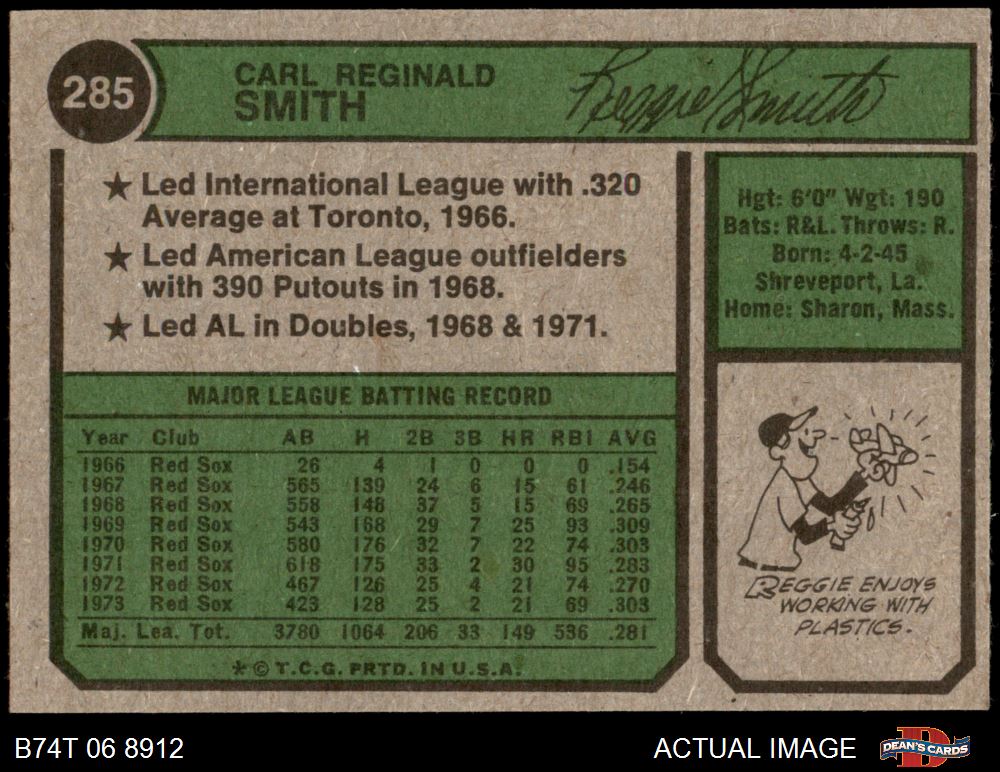 285
CARL REGINALD
SMITH
Reggie Smith
★ Led International League with .320
Average at Toronto, 1966.
★ Led American League outfielders
with 390 Putouts in 1968.
★ Led AL in Doubles, 1968 & 1971.
Hgt: 6'0" Wgt: 190
Bats: R&L. Throws: R.
Born: 4-2-45
Shreveport, La.
Home: Sharon, Mass.
MAJOR LEAGUE BATTING RECORD
Year Club AB H 2B 3B HR RBI AVG
1966 Red Sox 26 4 1 0 0 0 .154
1967 Red Sox 565 139 24 6 15 61 .246
1968 Red Sox 558 148 37 5 15 69 .265
1969 Red Sox 543 168 29 7 25 93 .309
1970 Red Sox 580 176 32 7 22 74 .303
1971 Red Sox 618 175 33 2 30 95 .283
1972 Red Sox 467 126 25 4 21 74 .270
1973 Red Sox 423 128 25 2 21 69 .303
Maj. Lea. Tot. 3780 1064 206 33 149 536 .281
* © T.C.G. PRTD. IN U.S.A.
REGGIE ENJOYS
WORKING WITH
PLASTICS.
B74T 06 8912
ACTUAL IMAGE
D
DEAN'S CARDS